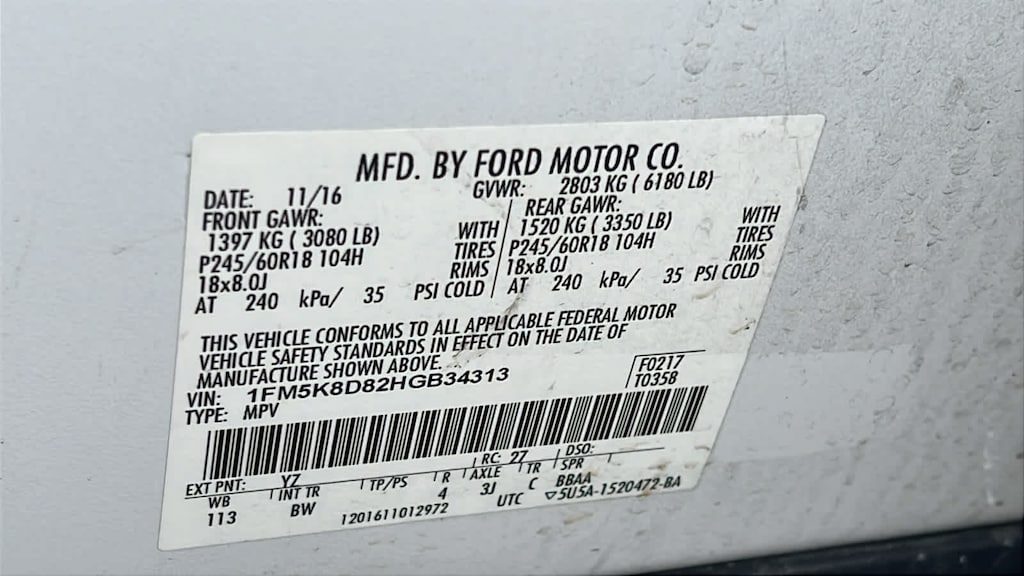 MFD. BY FORD MOTOR CO.
DATE: 11/16 GVWR: 2803 KG ( 6180 LB)
FRONT GAWR: REAR GAWR:
1397 KG ( 3080 LB) WITH 1520 KG ( 3350 LB) WITH
P245/60R18 104H TIRES P245/60R18 104H TIRES
18x8.0J RIMS 18x8.0J RIMS
AT 240 kPa/ 35 PSI COLD AT 240 kPa/ 35 PSI COLD
THIS VEHICLE CONFORMS TO ALL APPLICABLE FEDERAL MOTOR
VEHICLE SAFETY STANDARDS IN EFFECT ON THE DATE OF
MANUFACTURE SHOWN ABOVE.
VIN: 1FM5K8D82HGB34313 F0217
TYPE: MPV T0358
EXT PNT: YZ RC: 27 DSO:
WB INT TR TP/PS R AXLE TR SPR
113 BW 4 3J C BBAA
1201611012972 UTC ▽5U5A-1520472-BA